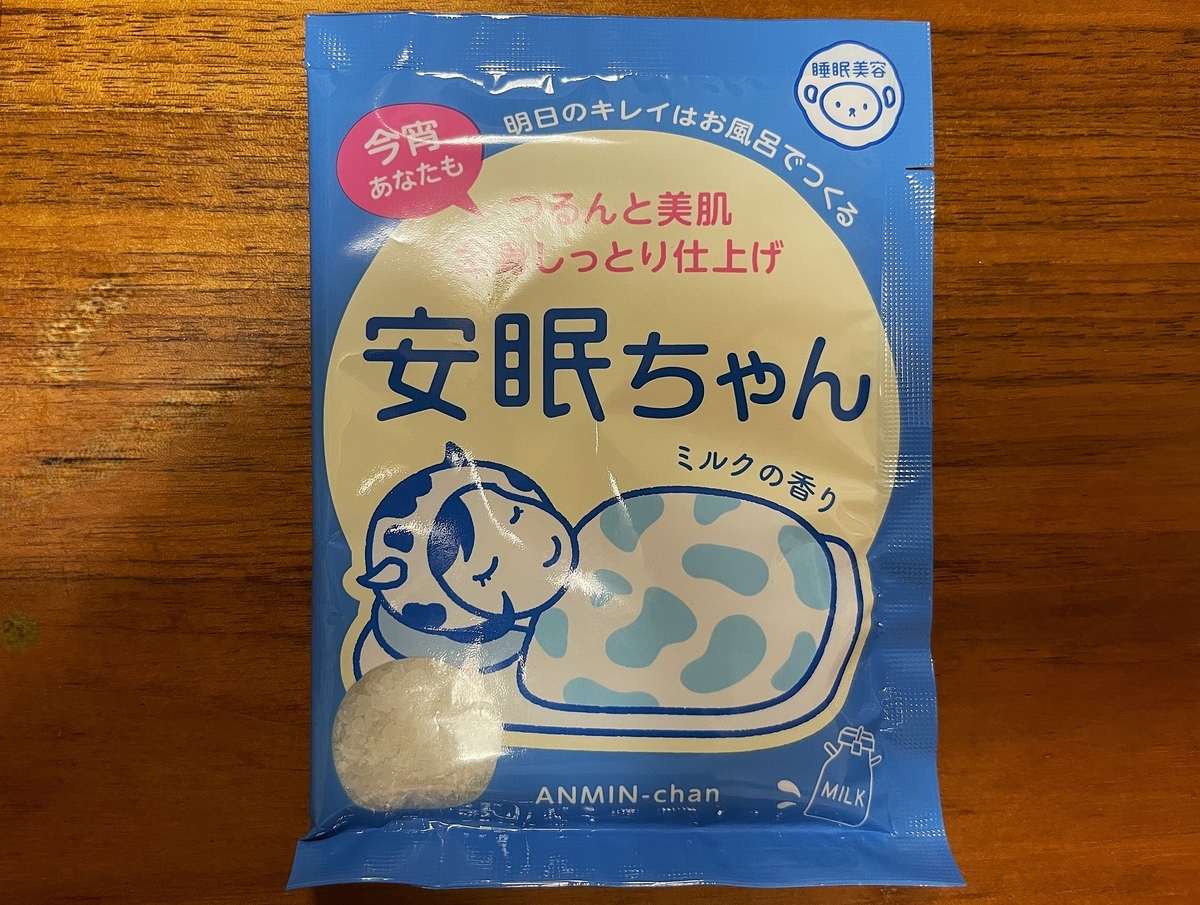 睡眠美容
明日のキレイはお風呂でつくる
今宵
あなたも
つるんと美肌
全身しっとり仕上げ
安眠ちゃん
ミルクの香り
ANMIN-chan
MILK